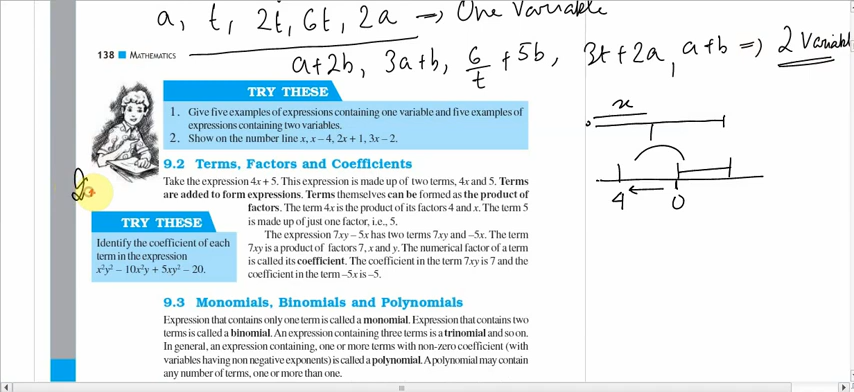 a, t, 2t, 6t, 2a => One Variable
a+2b, 3a+b, 6/t + 5b, 3t+2a, a+b => 2 Variabl
138 ■ MATHEMATICS
TRY THESE
1. Give five examples of expressions containing one variable and five examples of
expressions containing two variables.
2. Show on the number line x, x – 4, 2x + 1, 3x – 2.
x
0
4 0
9.2 Terms, Factors and Coefficients
Take the expression 4x + 5. This expression is made up of two terms, 4x and 5. Terms
are added to form expressions. Terms themselves can be formed as the product of
factors. The term 4x is the product of its factors 4 and x. The term 5
is made up of just one factor, i.e., 5.
TRY THESE
Identify the coefficient of each
term in the expression
x²y² – 10x²y + 5xy² – 20.
The expression 7xy – 5x has two terms 7xy and –5x. The term
7xy is a product of factors 7, x and y. The numerical factor of a term
is called its coefficient. The coefficient in the term 7xy is 7 and the
coefficient in the term –5x is –5.
9.3 Monomials, Binomials and Polynomials
Expression that contains only one term is called a monomial. Expression that contains two
terms is called a binomial. An expression containing three terms is a trinomial and so on.
In general, an expression containing, one or more terms with non-zero coefficient (with
variables having non negative exponents) is called a polynomial. A polynomial may contain
any number of terms, one or more than one.